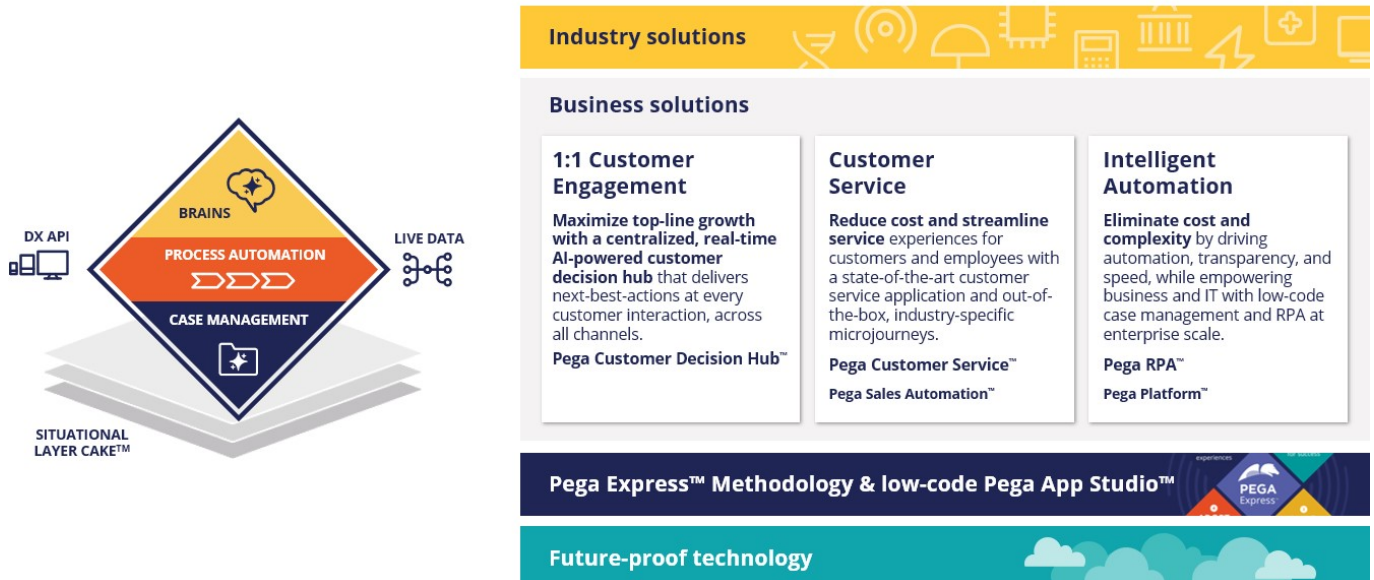 BRAINS
DX API
PROCESS AUTOMATION
LIVE DATA
CASE MANAGEMENT
SITUATIONAL
LAYER CAKE™
Industry solutions
Business solutions
1:1 Customer
Engagement
Maximize top-line growth
with a centralized, real-time
AI-powered customer
decision hub that delivers
next-best-actions at every
customer interaction, across
all channels.
Pega Customer Decision Hub™
Customer
Service
Reduce cost and streamline
service experiences for
customers and employees with
a state-of-the-art customer
service application and out-of-
the-box, industry-specific
microjourneys.
Pega Customer Service™
Pega Sales Automation™
Intelligent
Automation
Eliminate cost and
complexity by driving
automation, transparency, and
speed, while empowering
business and IT with low-code
case management and RPA at
enterprise scale.
Pega RPA™
Pega Platform™
Pega Express™ Methodology & low-code Pega App Studio™
experiences
for success
PEGA
Express™
Future-proof technology